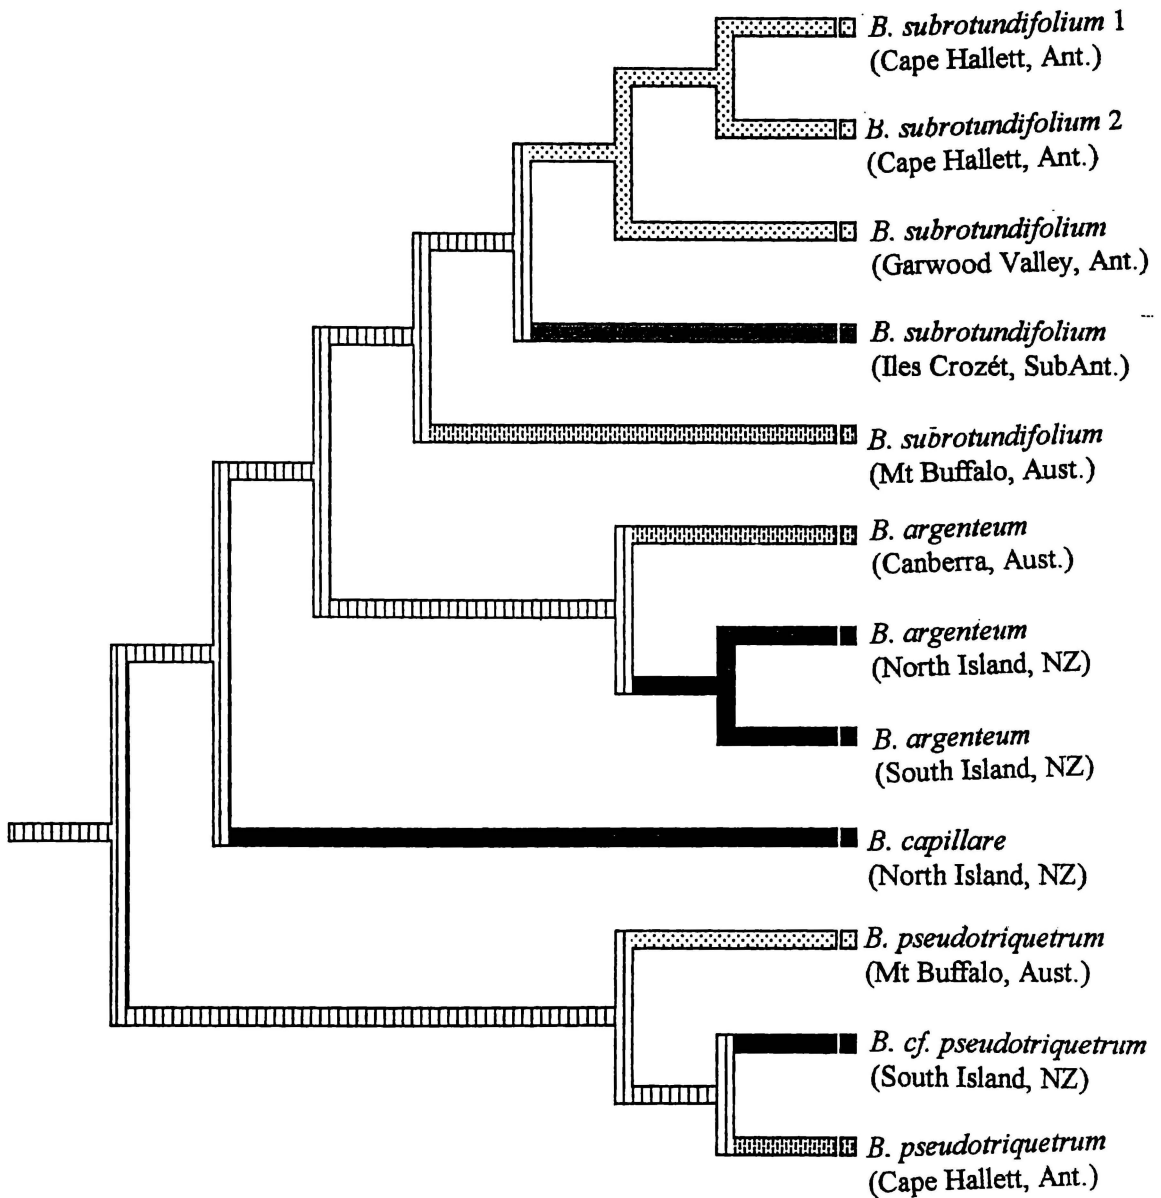 B. subrotundifolium 1
(Cape Hallett, Ant.)
B. subrotundifolium 2
(Cape Hallett, Ant.)
B. subrotundifolium
(Garwood Valley, Ant.)
B. subrotundifolium
(Iles Crozét, SubAnt.)
B. subrotundifolium
(Mt Buffalo, Aust.)
B. argenteum
(Canberra, Aust.)
B. argenteum
(North Island, NZ)
B. argenteum
(South Island, NZ)
B. capillare
(North Island, NZ)
B. pseudotriquetrum
(Mt Buffalo, Aust.)
B. cf. pseudotriquetrum
(South Island, NZ)
B. pseudotriquetrum
(Cape Hallett, Ant.)